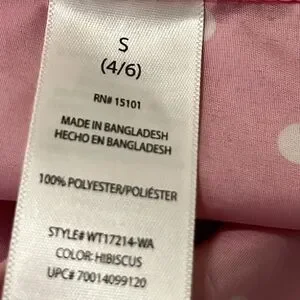 S
(4/6)
RN# 15101
MADE IN BANGLADESH
HECHO EN BANGLADESH
100% POLYESTER/POLIÉSTER
STYLE# WT17214-WA
COLOR: HIBISCUS
UPC# 70014099120